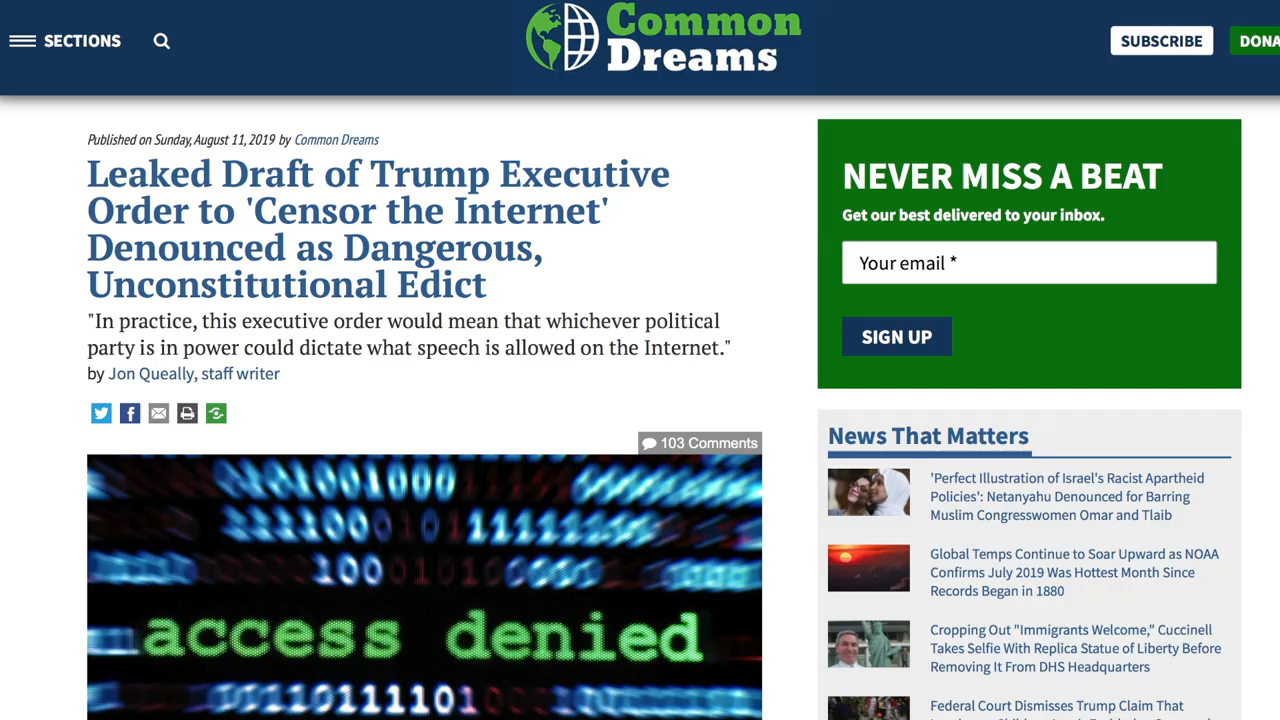 SECTIONS
Common
Dreams
SUBSCRIBE
DONA
Published on Sunday, August 11, 2019 by Common Dreams
Leaked Draft of Trump Executive
Order to 'Censor the Internet'
Denounced as Dangerous,
Unconstitutional Edict
"In practice, this executive order would mean that whichever political
party is in power could dictate what speech is allowed on the Internet."
by Jon Queally, staff writer
103 Comments
access denied
NEVER MISS A BEAT
Get our best delivered to your inbox.
Your email *
SIGN UP
News That Matters
'Perfect Illustration of Israel's Racist Apartheid
Policies': Netanyahu Denounced for Barring
Muslim Congresswomen Omar and Tlaib
Global Temps Continue to Soar Upward as NOAA
Confirms July 2019 Was Hottest Month Since
Records Began in 1880
Cropping Out "Immigrants Welcome," Cuccinell
Takes Selfie With Replica Statue of Liberty Before
Removing It From DHS Headquarters
Federal Court Dismisses Trump Claim That